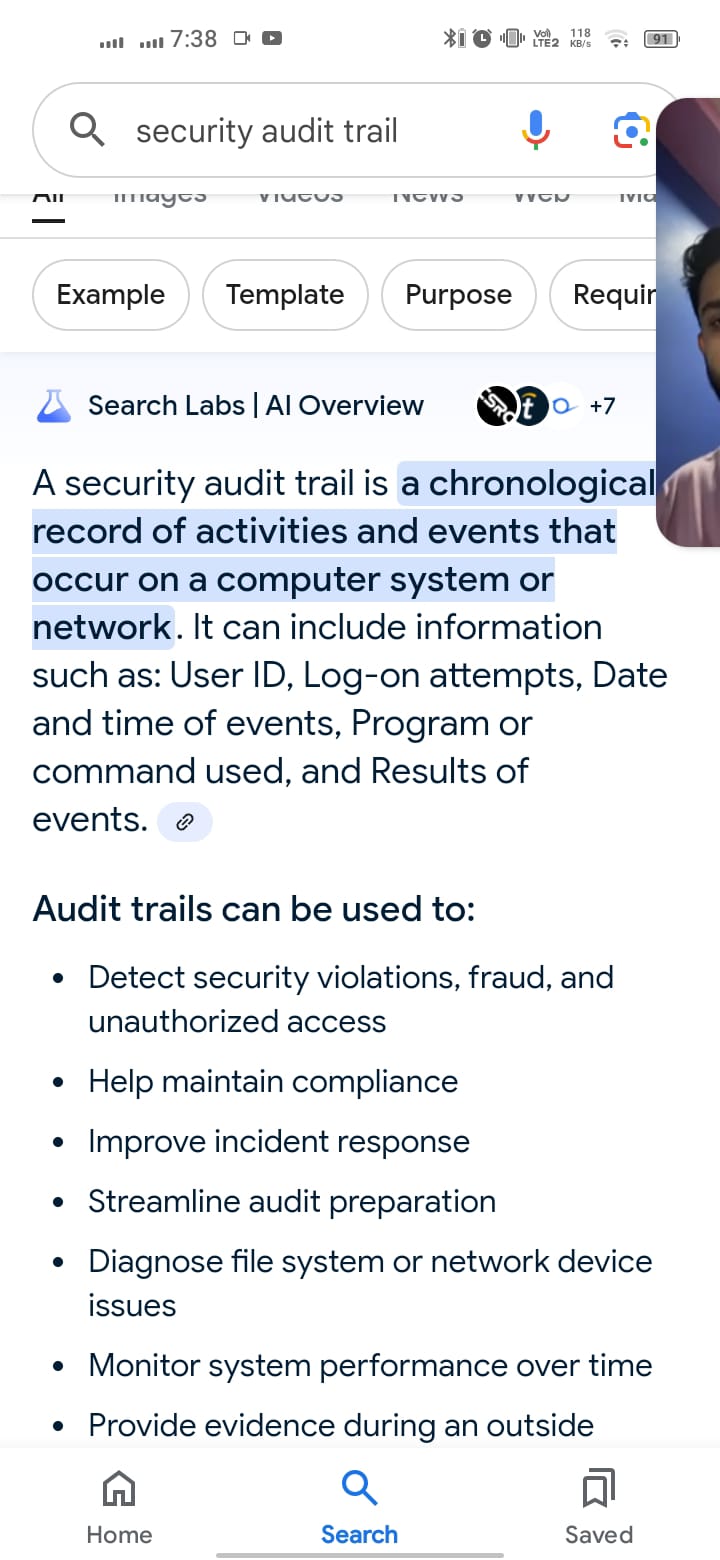 7:38
Vo)
LTE2
118
KB/s
91
security audit trail
All Images Videos News Web Ma
Example
Template
Purpose
Requir
Search Labs | AI Overview
+7
A security audit trail is a chronological
record of activities and events that
occur on a computer system or
network. It can include information
such as: User ID, Log-on attempts, Date
and time of events, Program or
command used, and Results of
events.
Audit trails can be used to:
• Detect security violations, fraud, and
unauthorized access
• Help maintain compliance
• Improve incident response
• Streamline audit preparation
• Diagnose file system or network device
issues
• Monitor system performance over time
• Provide evidence during an outside
Home
Search
Saved